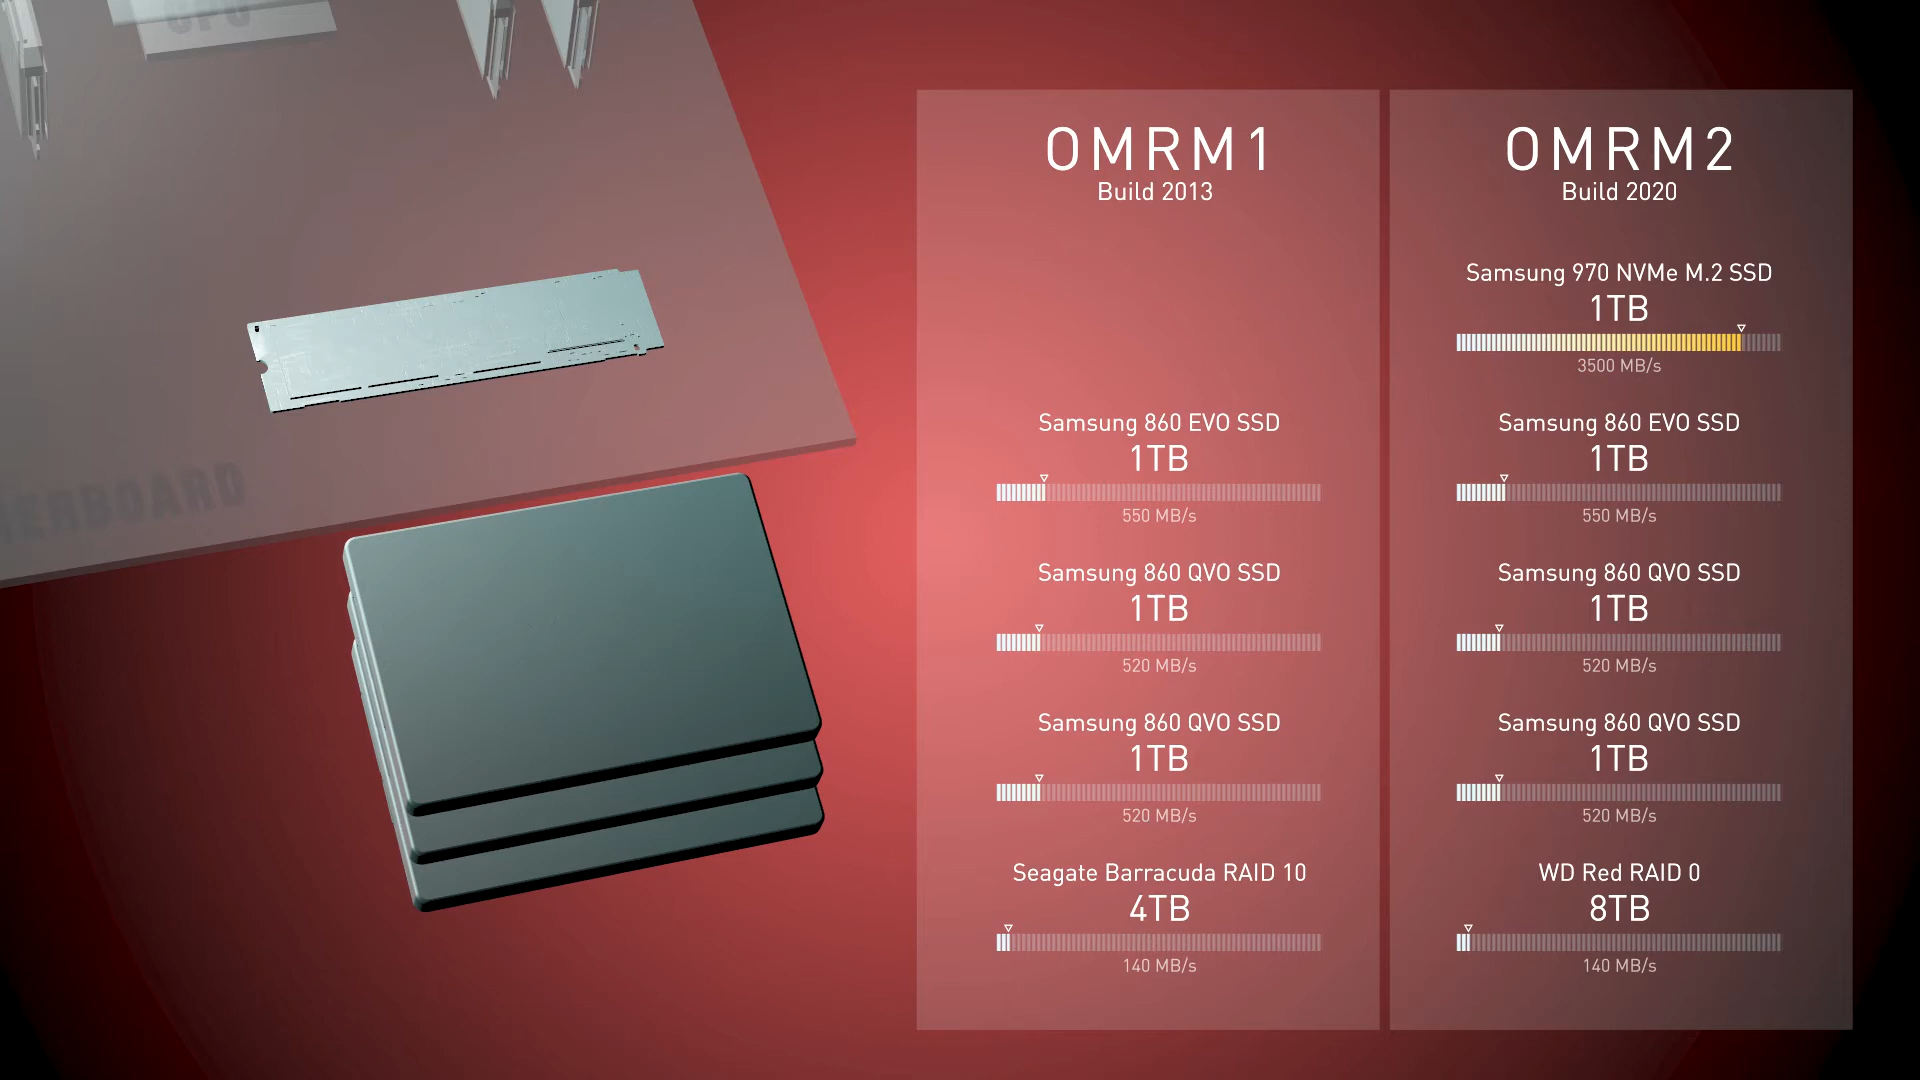 CPU
ERBOARD
OMRM1
Build 2013
Samsung 860 EVO SSD
1TB
550 MB/s
Samsung 860 QVO SSD
1TB
520 MB/s
Samsung 860 QVO SSD
1TB
520 MB/s
Seagate Barracuda RAID 10
4TB
140 MB/s
OMRM2
Build 2020
Samsung 970 NVMe M.2 SSD
1TB
3500 MB/s
Samsung 860 EVO SSD
1TB
550 MB/s
Samsung 860 QVO SSD
1TB
520 MB/s
Samsung 860 QVO SSD
1TB
520 MB/s
WD Red RAID 0
8TB
140 MB/s